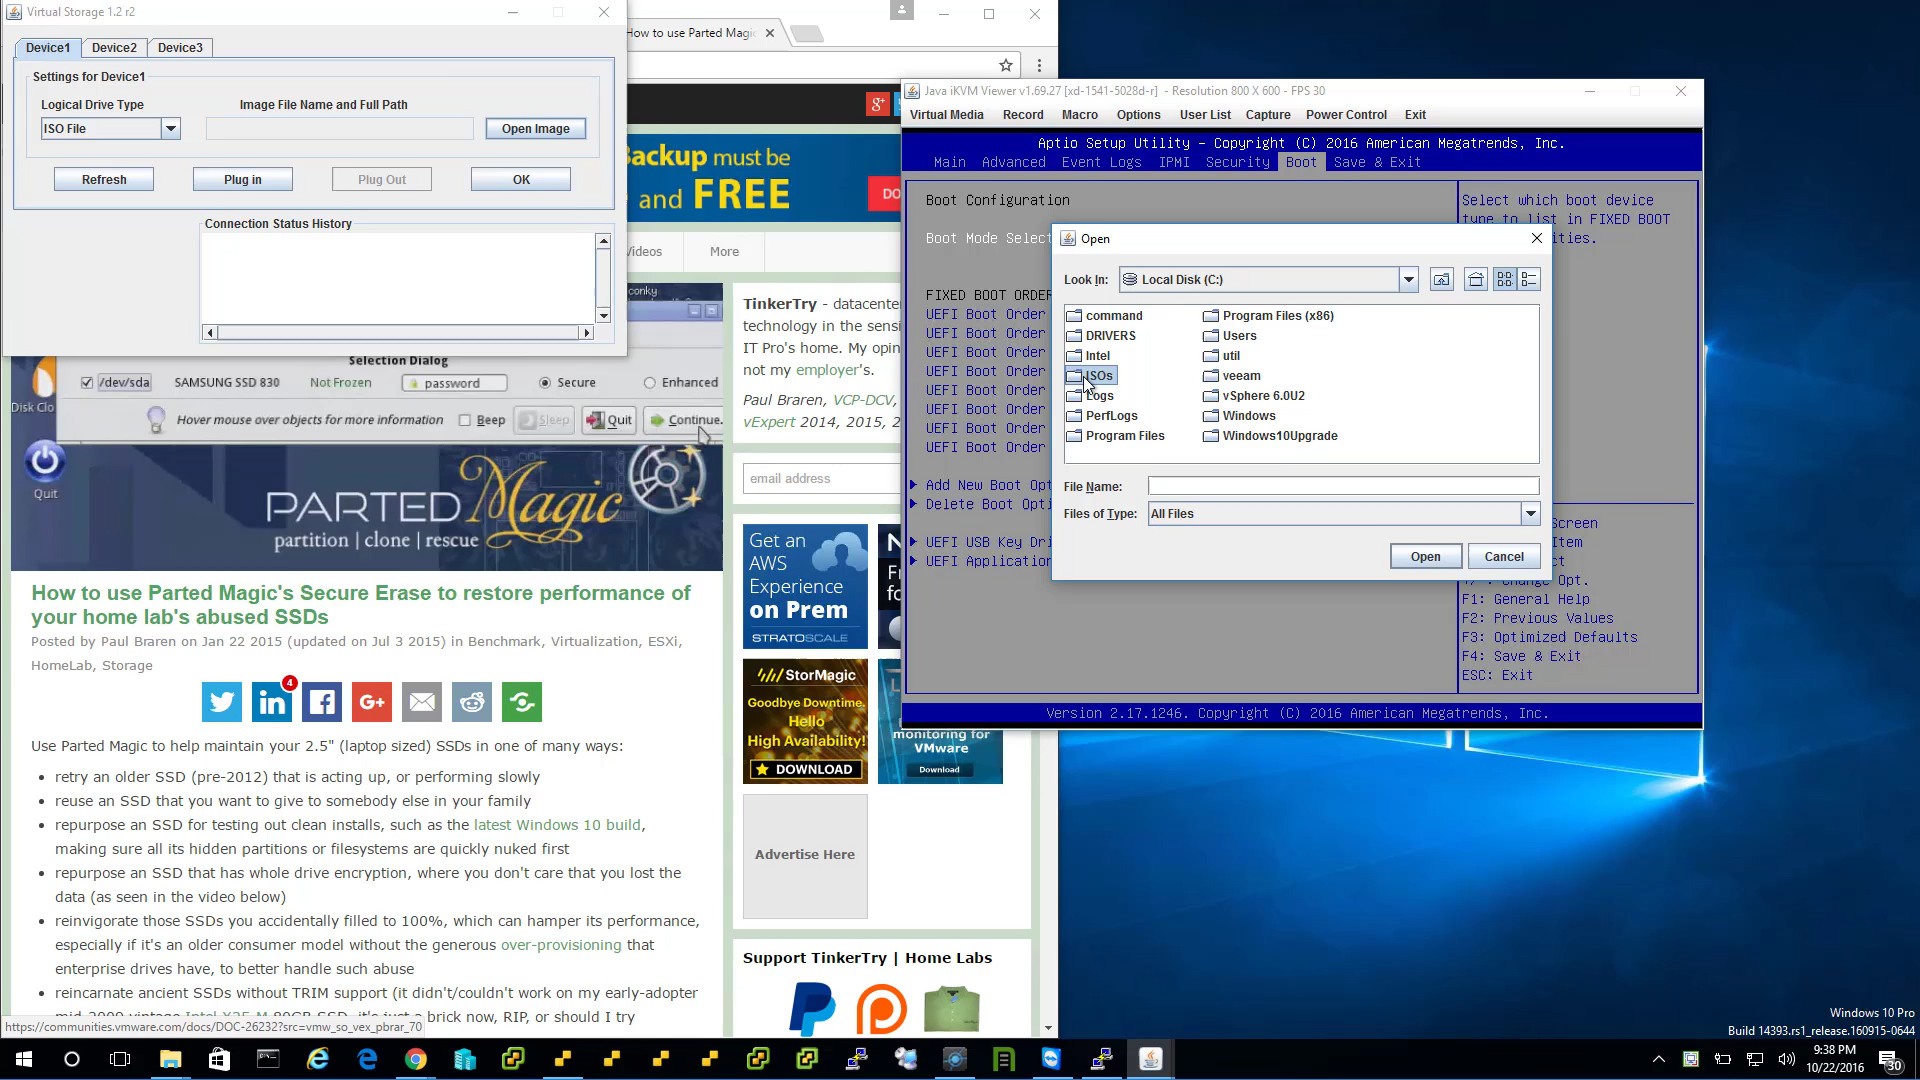 Virtual Storage 1.2 r2
Device1
Device2
Device3
Settings for Device1
Logical Drive Type
Image File Name and Full Path
ISO File
Open Image
Refresh
Plug in
Plug Out
OK
Connection Status History
How to use Parted Magic
Backup must be
and FREE
DO
Videos
More
conky
Selection Dialog
/dev/sda
SAMSUNG SSD 830
Not Frozen
password
Secure
Enhanced
Disk Clo
Hover mouse over objects for more information
Beep
Sleep
Quit
Continue.
Quit
PARTED Magic
partition | clone | rescue
How to use Parted Magic's Secure Erase to restore performance of
your home lab's abused SSDs
Posted by Paul Braren on Jan 22 2015 (updated on Jul 3 2015) in Benchmark, Virtualization, ESXi,
HomeLab, Storage
4
Use Parted Magic to help maintain your 2.5" (laptop sized) SSDs in one of many ways:
retry an older SSD (pre-2012) that is acting up, or performing slowly
reuse an SSD that you want to give to somebody else in your family
repurpose an SSD for testing out clean installs, such as the latest Windows 10 build,
making sure all its hidden partitions or filesystems are quickly nuked first
repurpose an SSD that has whole drive encryption, where you don't care that you lost the
data (as seen in the video below)
reinvigorate those SSDs you accidentally filled to 100%, which can hamper its performance,
especially if it's an older consumer model without the generous over-provisioning that
enterprise drives have, to better handle such abuse
reincarnate ancient SSDs without TRIM support (it didn't/couldn't work on my early-adopter
mid-2009 vintage Intel X25-M 80GB SSD, it's just a brick now, RIP, or should I try
https://communities.vmware.com/docs/DOC-26232?src=vmw_so_vex_pbrar_70
TinkerTry - datacenter
technology in the sensi
IT Pro's home. My opin
not my employer's.
Paul Braren, VCP-DCV,
vExpert 2014, 2015, 2
email address
Get an
AWS
Experience
on Prem
STRATOSCALE
StorMagic
Goodbye Downtime.
Hello
High Availability!
DOWNLOAD
monitoring for
VMware
Download
Advertise Here
Support TinkerTry | Home Labs
Java iKVM Viewer v1.69.27 [xd-1541-5028d-r] - Resolution 800 X 600 - FPS 30
Virtual Media
Record
Macro
Options
User List
Capture
Power Control
Exit
Aptio Setup Utility - Copyright (C) 2016 American Megatrends, Inc.
Main Advanced Event Logs IPMI Security Boot Save & Exit
Boot Configuration
Boot Mode Select
FIXED BOOT ORDER
UEFI Boot Order
UEFI Boot Order
UEFI Boot Order
UEFI Boot Order
UEFI Boot Order
UEFI Boot Order
UEFI Boot Order
UEFI Boot Order
Add New Boot Opt
Delete Boot Opti
UEFI USB Key Dri
UEFI Application
Select which boot device
type to list in FIXED BOOT
ities.
Screen
Item
ct
+/-: Change Opt.
F1: General Help
F2: Previous Values
F3: Optimized Defaults
F4: Save & Exit
ESC: Exit
Version 2.17.1246. Copyright (C) 2016 American Megatrends, Inc.
Open
Look In:
Local Disk (C:)
command
DRIVERS
Intel
ISOs
Logs
PerfLogs
Program Files
Program Files (x86)
Users
util
veeam
vSphere 6.0U2
Windows
Windows10Upgrade
File Name:
Files of Type:
All Files
Open
Cancel
Windows 10 Pro
Build 14393.rs1_release.160915-0644
9:38 PM
10/22/2016
30